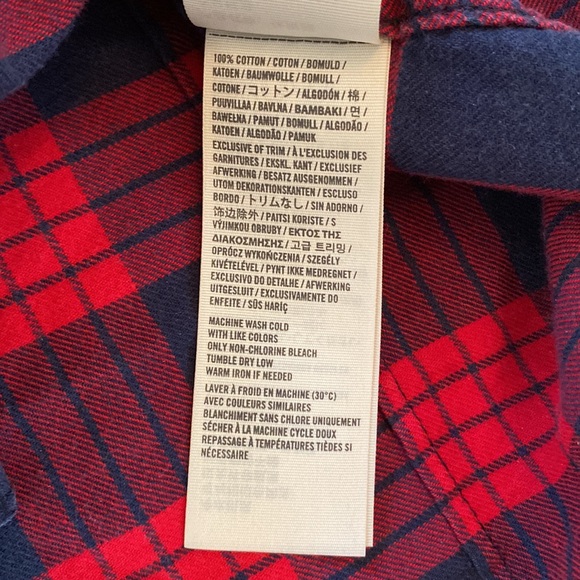 100% COTTON / COTON / BOMULD /
KATOEN / BAUMWOLLE / BOMULL /
COTONE / コットン / ALGODÓN / 棉 /
PUUVILLAA / BAVLNA / ΒΑΜΒΑΚΙ / 면 /
BAWEŁNA / PAMUT / BOMULL / ALGODÃO /
KATOEN / ALGODÃO / PAMUK
EXCLUSIVE OF TRIM / À L'EXCLUSION DES
GARNITURES / EKSKL. KANT / EXCLUSIEF
AFWERKING / BESATZ AUSGENOMMEN /
UTOM DEKORATIONSKANTEN / ESCLUSO
BORDO / トリムなし / SIN ADORNO /
饰边除外 / PAITSI KORISTE / S
VÝJIMKOU OBRUBY / ΕΚΤΟΣ ΤΗΣ
ΔΙΑΚΟΣΜΗΣΗΣ / 고급 트리밍 /
OPRÓCZ WYKOŃCZENIA / SZEGÉLY
KIVÉTELÉVEL / PYNT IKKE MEDREGNET /
EXCLUSIVO DE DETALHE / AFWERKING
UITGESLUIT / EXCLUSIVAMENTE DO
ENFEITE / SÜS HARİÇ
MACHINE WASH COLD
WITH LIKE COLORS
ONLY NON-CHLORINE BLEACH
TUMBLE DRY LOW
WARM IRON IF NEEDED
LAVER À FROID EN MACHINE (30°C)
AVEC COULEURS SIMILAIRES
BLANCHIMENT SANS CHLORE UNIQUEMENT
SÉCHER À LA MACHINE CYCLE DOUX
REPASSAGE À TEMPÉRATURES TIÈDES SI
NÉCESSAIRE